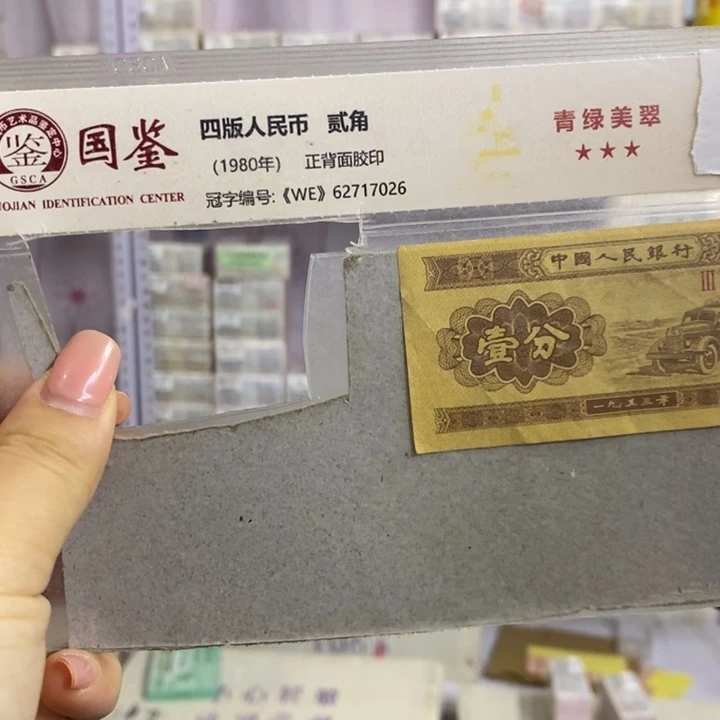 GSCA
国鉴
OJIAN IDENTIFICATION CENTER
四版人民币 贰角
(1980年) 正背面胶印
冠字编号:《WE》62717026
青绿美翠
★★★
中國人民銀行
III
壹分
一九五三年